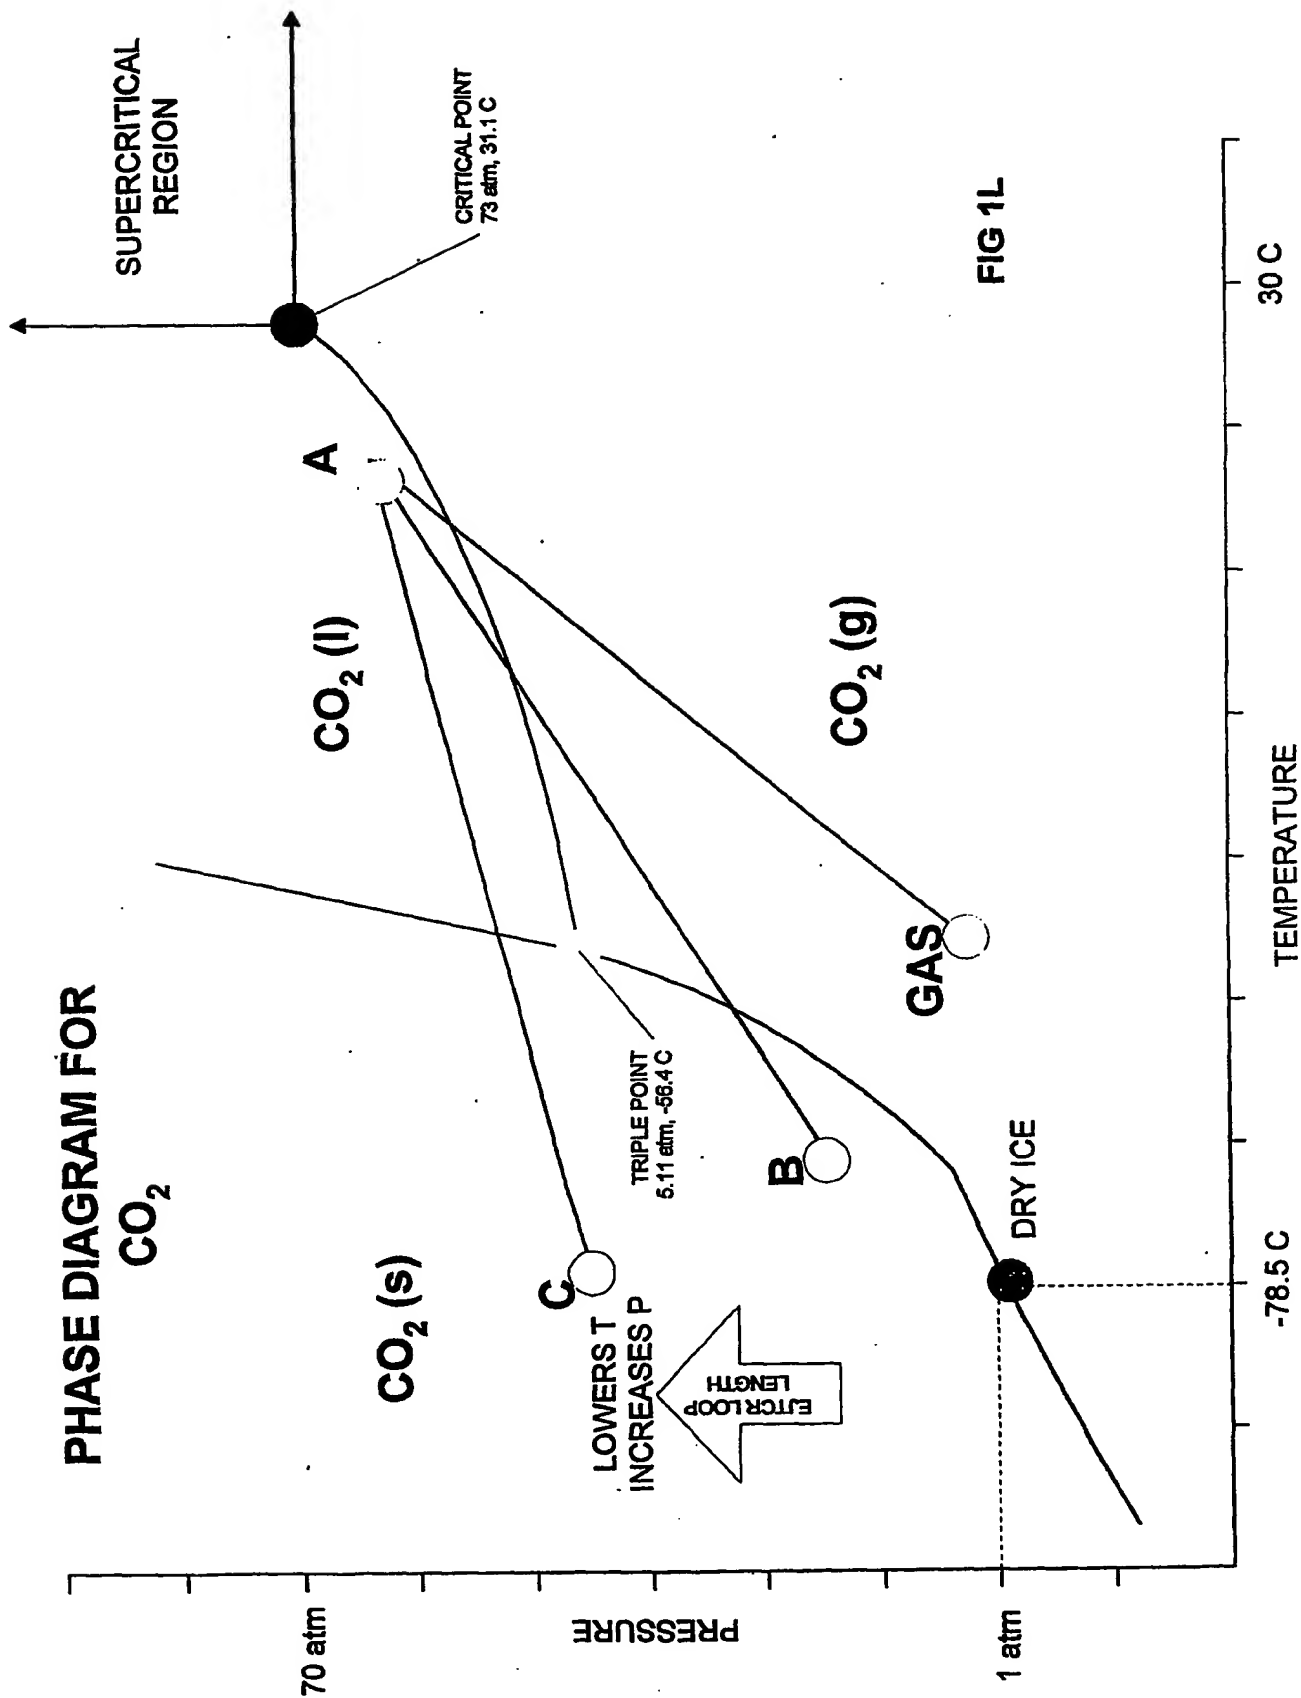 PHASE DIAGRAM FOR
CO₂
SUPERCRITICAL
REGION
CRITICAL POINT
73 atm, 31.1 C
A
CO₂ (l)
CO₂ (s)
C
LOWERS T
INCREASES P
EJTCR LOOP
LENGTH
TRIPLE POINT
5.11 atm, -56.4 C
B
CO₂ (g)
GAS
DRY ICE
FIG 1L
PRESSURE
70 atm
1 atm
-78.5 C
30 C
TEMPERATURE